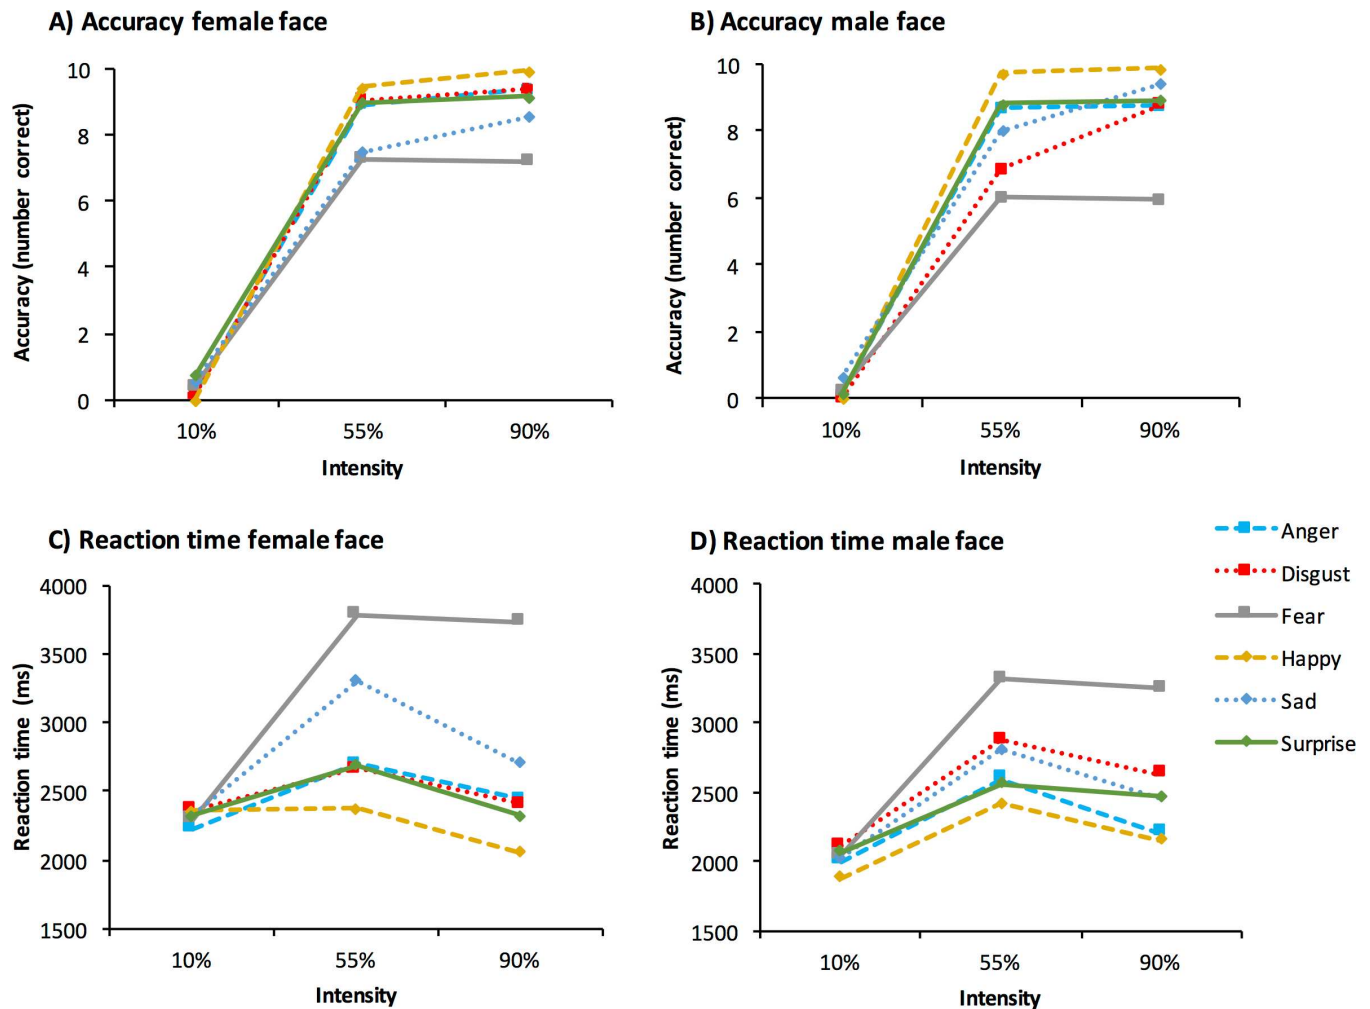 A) Accuracy female face
10
8
6
4
2
0
Accuracy (number correct)
10%
55%
90%
Intensity
B) Accuracy male face
10
8
6
4
2
0
Accuracy (number correct)
10%
55%
90%
Intensity
C) Reaction time female face
4000
3500
3000
2500
2000
1500
Reaction time (ms)
10%
55%
90%
Intensity
D) Reaction time male face
4000
3500
3000
2500
2000
1500
Reaction time (ms)
10%
55%
90%
Intensity
Anger
Disgust
Fear
Happy
Sad
Surprise